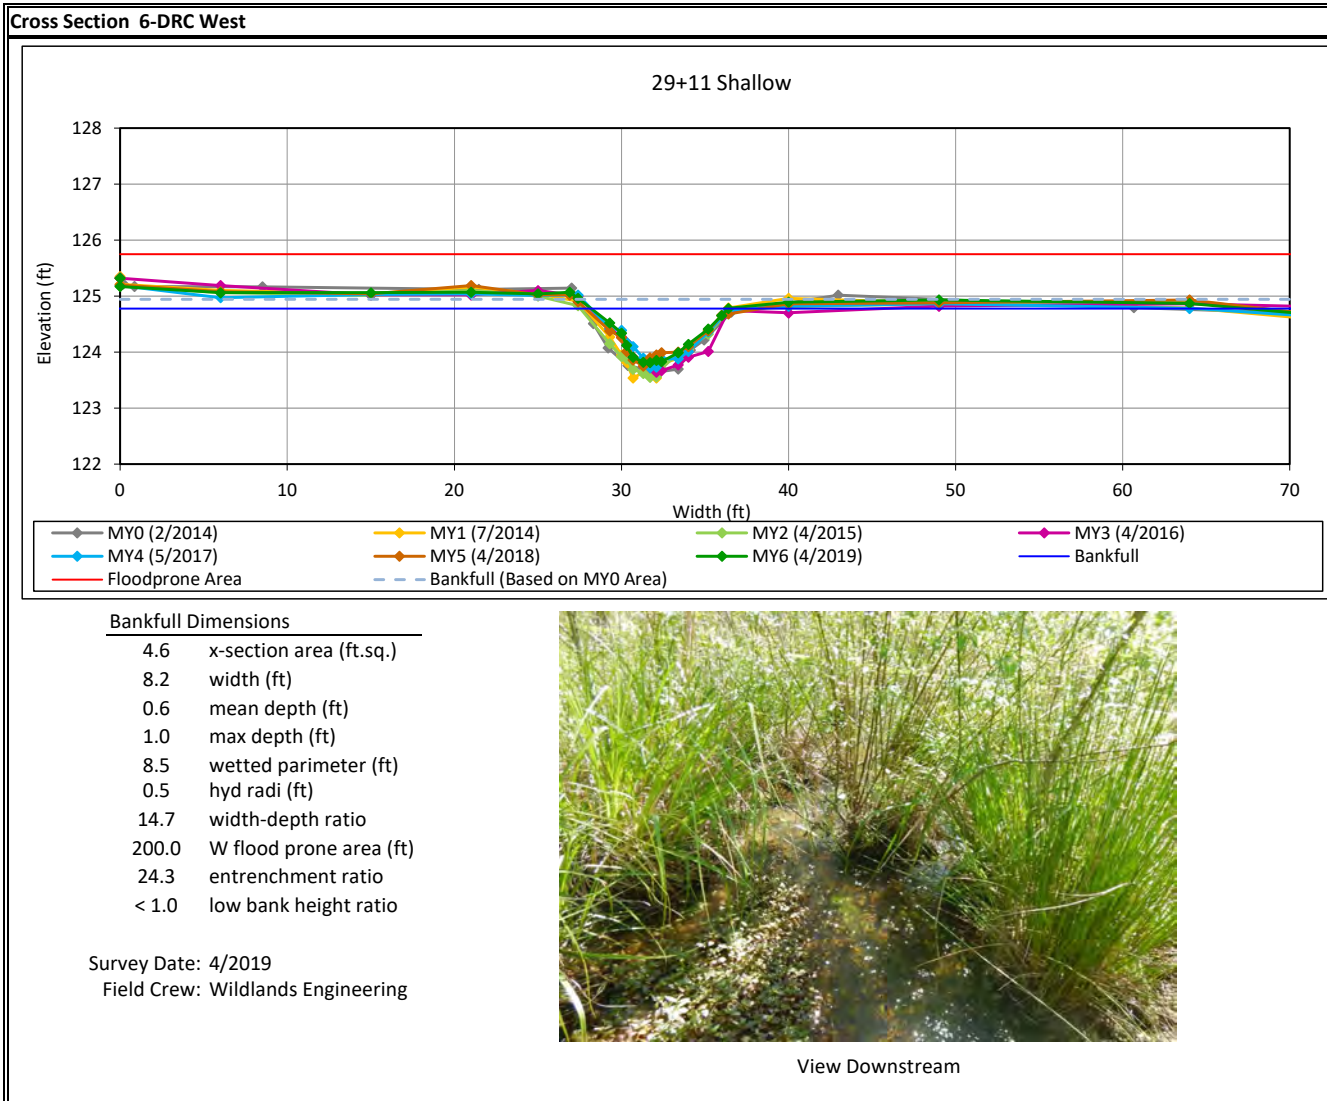 Cross Section 6-DRC West
29+11 Shallow
128
127
126
125
124
123
122
Elevation (ft)
0 10 20 30 40 50 60 70
Width (ft)
MY0 (2/2014) MY1 (7/2014) MY2 (4/2015) MY3 (4/2016)
MY4 (5/2017) MY5 (4/2018) MY6 (4/2019) Bankfull
Floodprone Area Bankfull (Based on MY0 Area)
Bankfull Dimensions
4.6 x-section area (ft.sq.)
8.2 width (ft)
0.6 mean depth (ft)
1.0 max depth (ft)
8.5 wetted parimeter (ft)
0.5 hyd radi (ft)
14.7 width-depth ratio
200.0 W flood prone area (ft)
24.3 entrenchment ratio
< 1.0 low bank height ratio
Survey Date: 4/2019
Field Crew: Wildlands Engineering
View Downstream